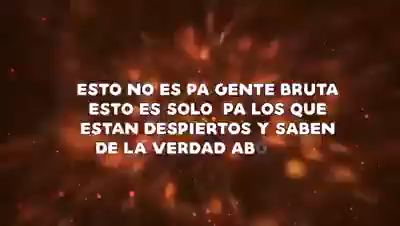 ESTO NO ES PA GENTE BRUTA
ESTO ES SOLO PA LOS QUE
ESTAN DESPIERTOS Y SABEN
DE LA VERDAD